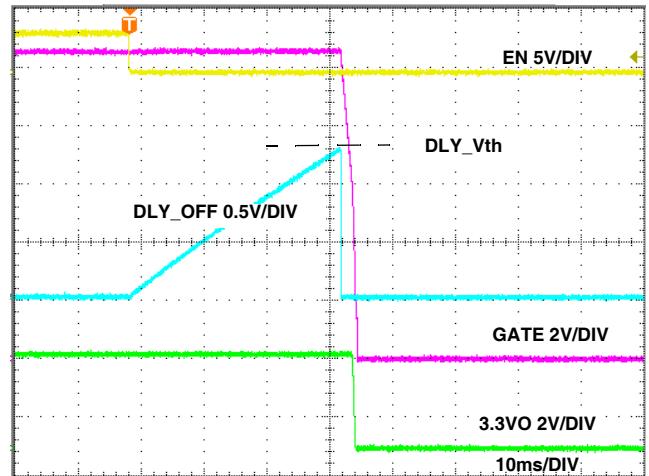 T
EN 5V/DIV
DLY_Vth
DLY_OFF 0.5V/DIV
GATE 2V/DIV
3.3VO 2V/DIV
10ms/DIV